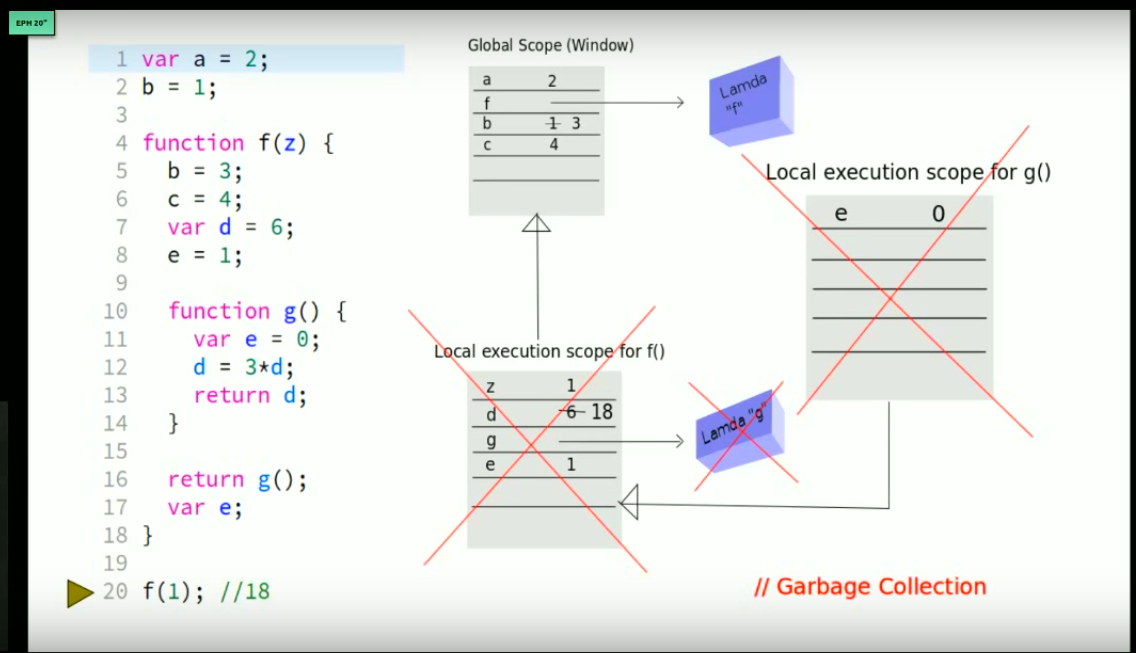 EPH 20"
1 var a = 2;
2 b = 1;
3
4 function f(z) {
5 b = 3;
6 c = 4;
7 var d = 6;
8 e = 1;
9
10 function g() {
11 var e = 0;
12 d = 3*d;
13 return d;
14 }
15
16 return g();
17 var e;
18 }
19
20 f(1); //18
Global Scope (Window)
a 2
f
b 1 3
c 4
Lamda
"f"
Local execution scope for g()
e 0
Local execution scope for f()
z 1
d 6 18
g
e 1
Lamda "g"
// Garbage Collection